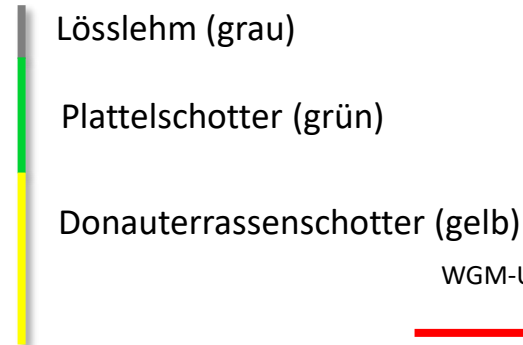 Lösslehm (grau)
Plattelschotter (grün)
Donauterrassenschotter (gelb)
WGM-U